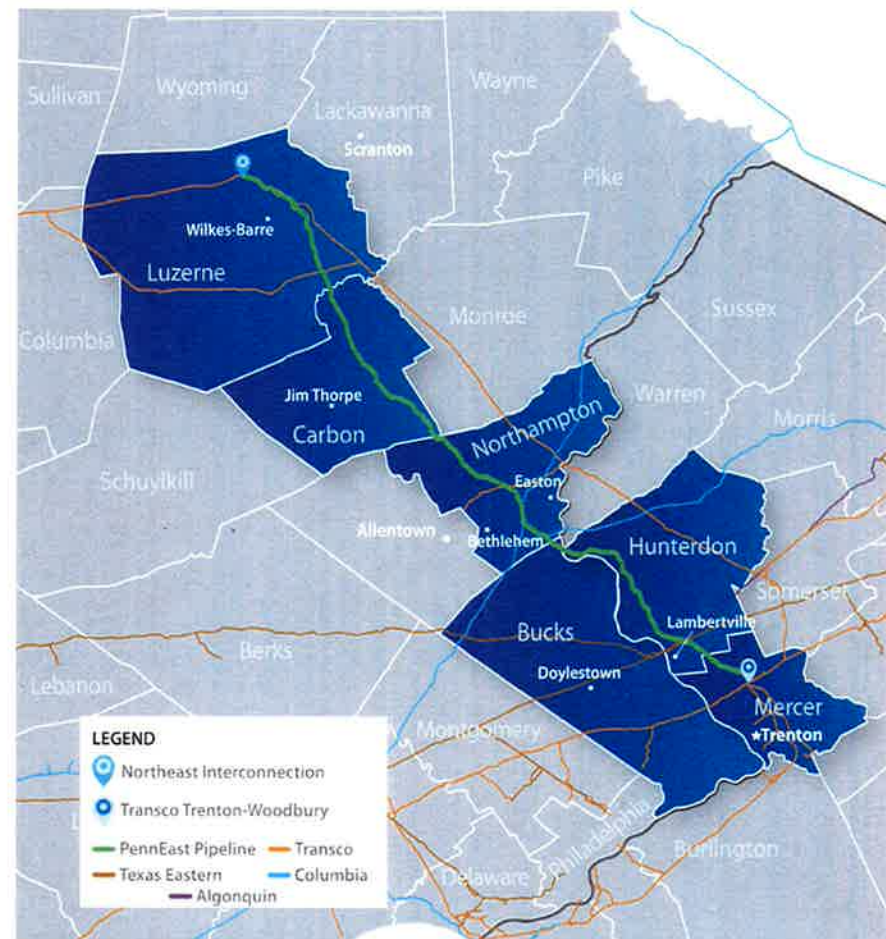 Sullivan
Wyoming
Wayne
Lackawanna
Scranton
Pike
Wilkes-Barre
Luzerne
Columbia
Monroe
Sussex
Jim Thorpe
Carbon
Northampton
Warren
Morris
Schuylkill
Easton
Allentown
Bethlehem
Hunterdon
Somerset
Lambertville
Bucks
Berks
Doylestown
Lebanon
Mercer
Trenton
Montgomery
LEGEND
Northeast Interconnection
Transco Trenton-Woodbury
PennEast Pipeline
Transco
Texas Eastern
Columbia
Algonquin
Philadelphia
Burlington
Delaware